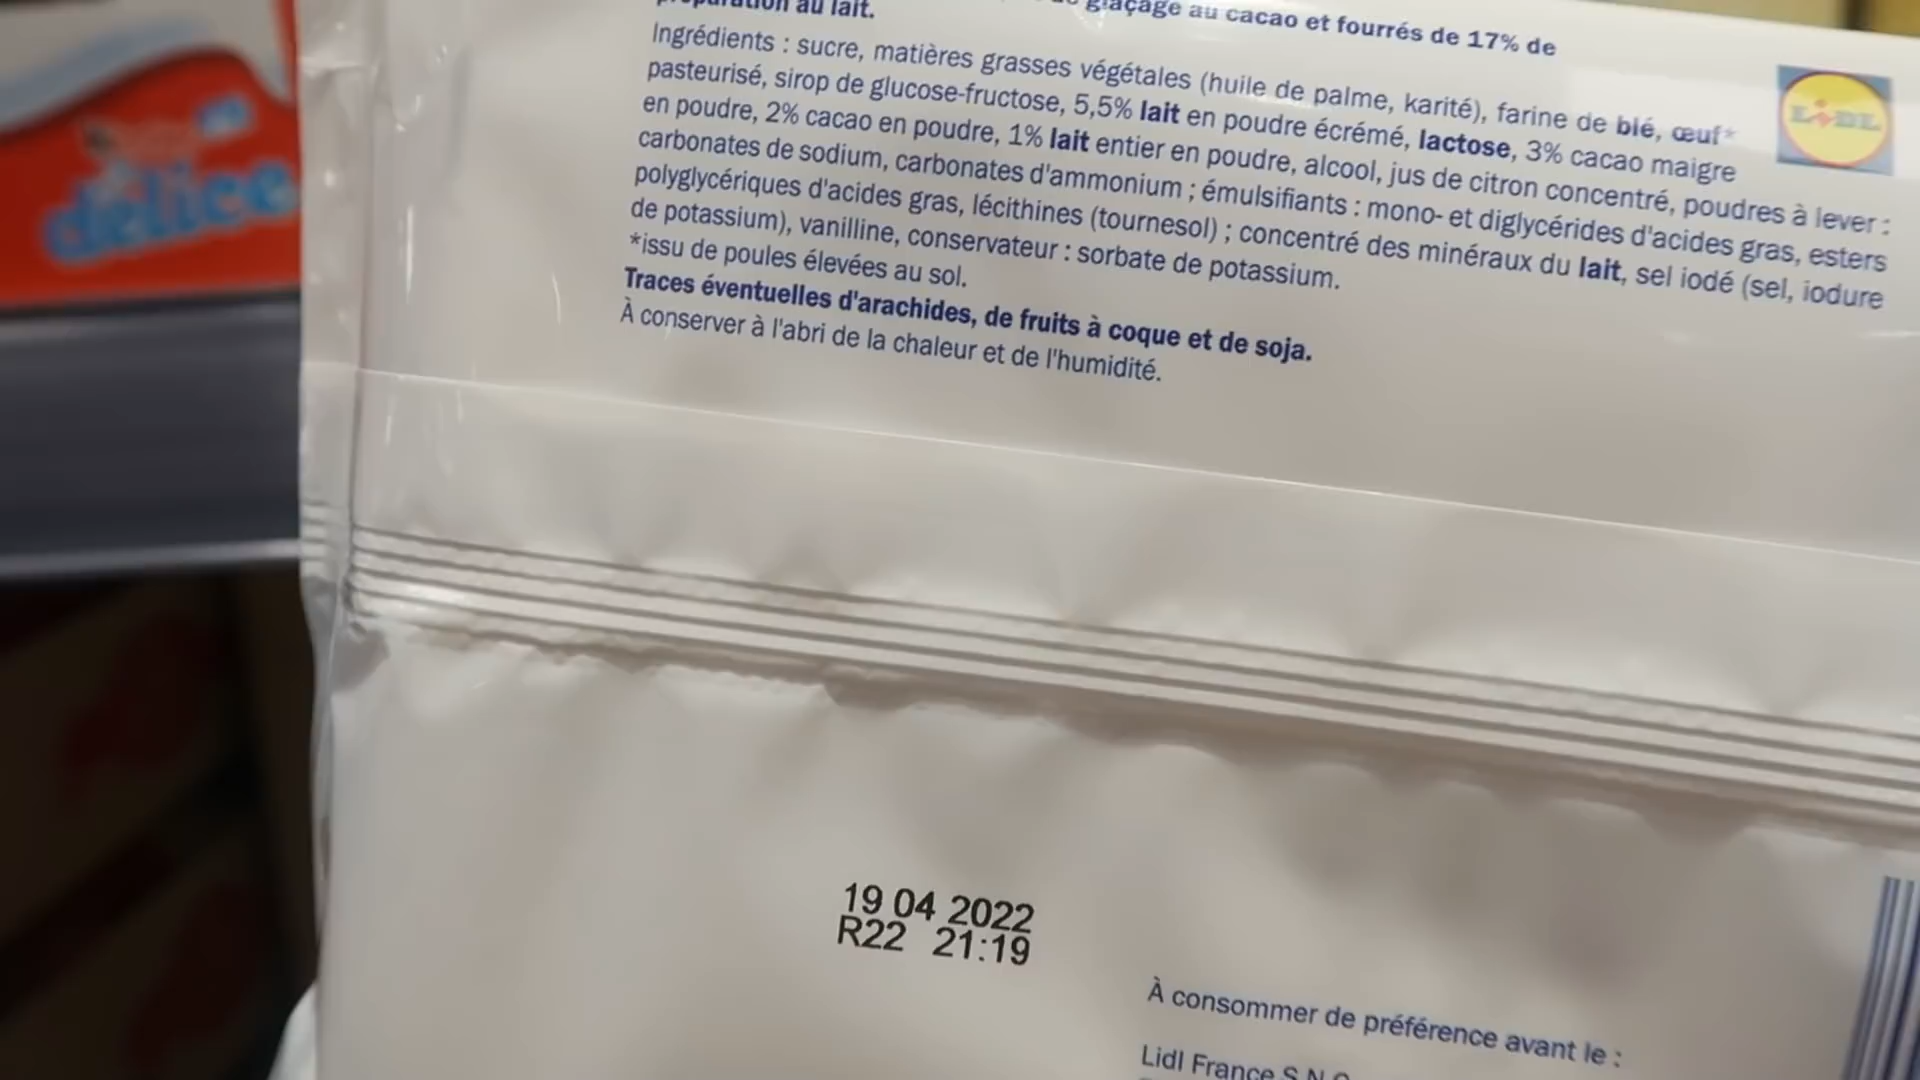 préparation au lait.
glaçage au cacao et fourrés de 17% de
Ingrédients : sucre, matières grasses végétales (huile de palme, karité), farine de blé, œuf*
pasteurisé, sirop de glucose-fructose, 5,5% lait en poudre écrémé, lactose, 3% cacao maigre
en poudre, 2% cacao en poudre, 1% lait entier en poudre, alcool, jus de citron concentré, poudres à lever :
carbonates de sodium, carbonates d'ammonium ; émulsifiants : mono- et diglycérides d'acides gras, esters
polyglycériques d'acides gras, lécithines (tournesol) ; concentré des minéraux du lait, sel iodé (sel, iodure
de potassium), vanilline, conservateur : sorbate de potassium.
*issu de poules élevées au sol.
Traces éventuelles d'arachides, de fruits à coque et de soja.
À conserver à l'abri de la chaleur et de l'humidité.
LIDL
délice
19 04 2022
R22 21:19
À consommer de préférence avant le :
Lidl France S.N.C